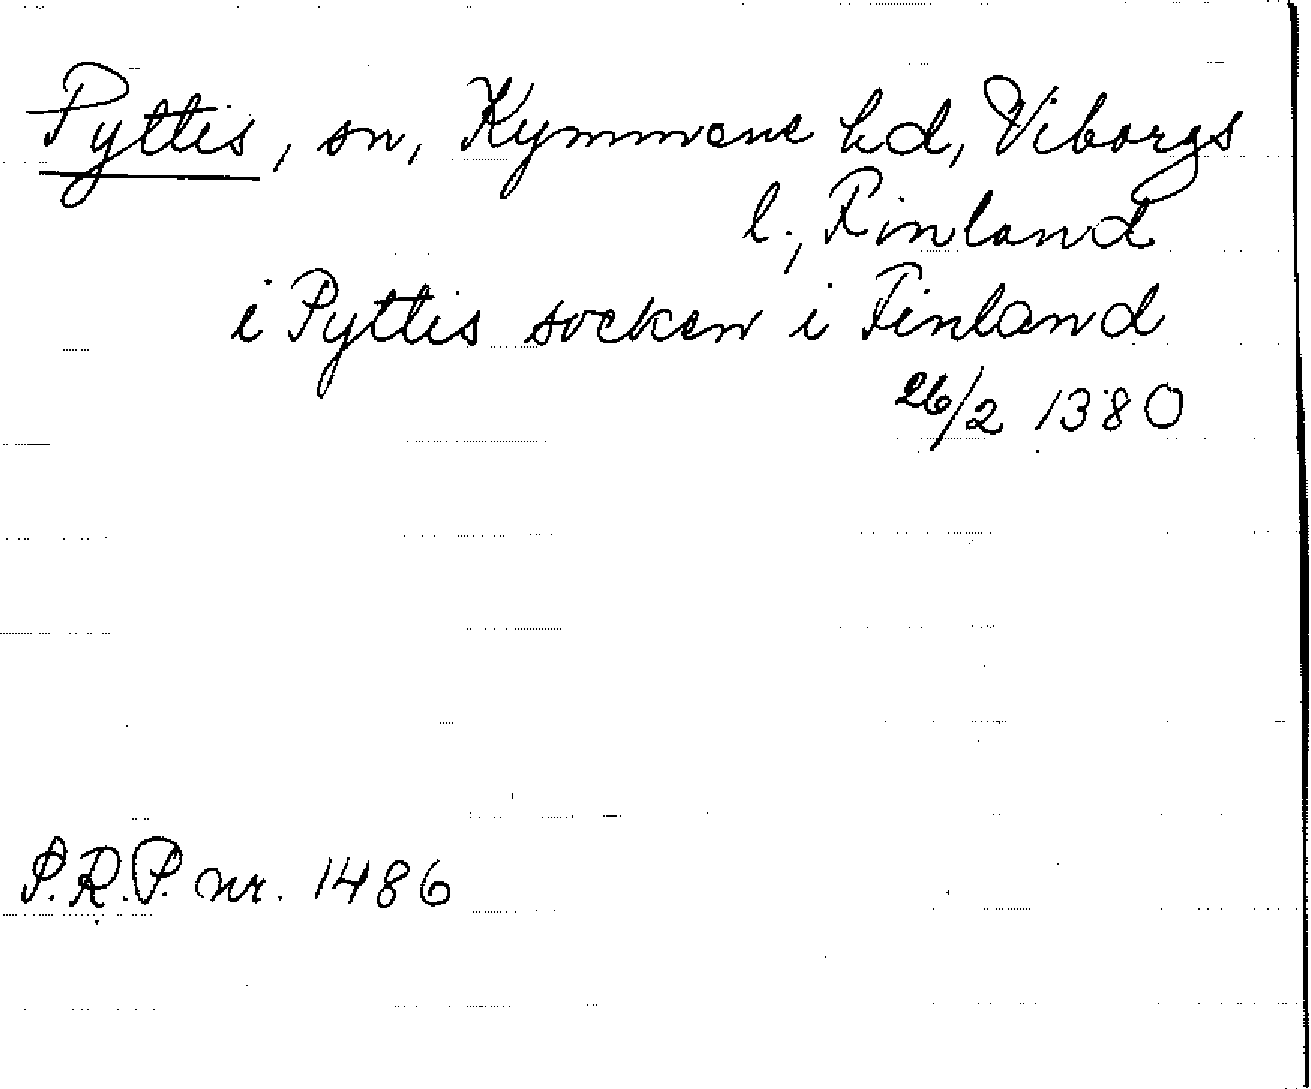 Pyttis, sn, Kymmene hd, Viborgs
l., Finland
i Pyttis socken i Finland
26/2 1380
P.R.P. nr. 1486